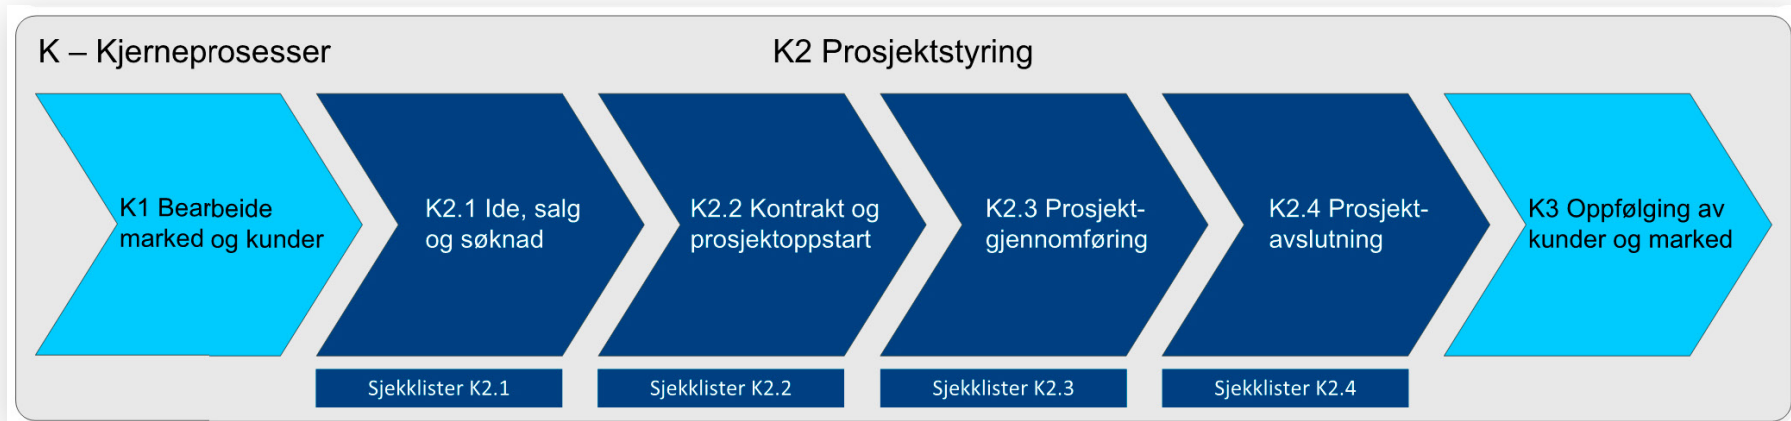 K – Kjerneprosesser
K2 Prosjektstyring
K1 Bearbeide
marked og kunder
K2.1 Ide, salg
og søknad
K2.2 Kontrakt og
prosjektoppstart
K2.3 Prosjekt-
gjennomføring
K2.4 Prosjekt-
avslutning
K3 Oppfølging av
kunder og marked
Sjekklister K2.1
Sjekklister K2.2
Sjekklister K2.3
Sjekklister K2.4